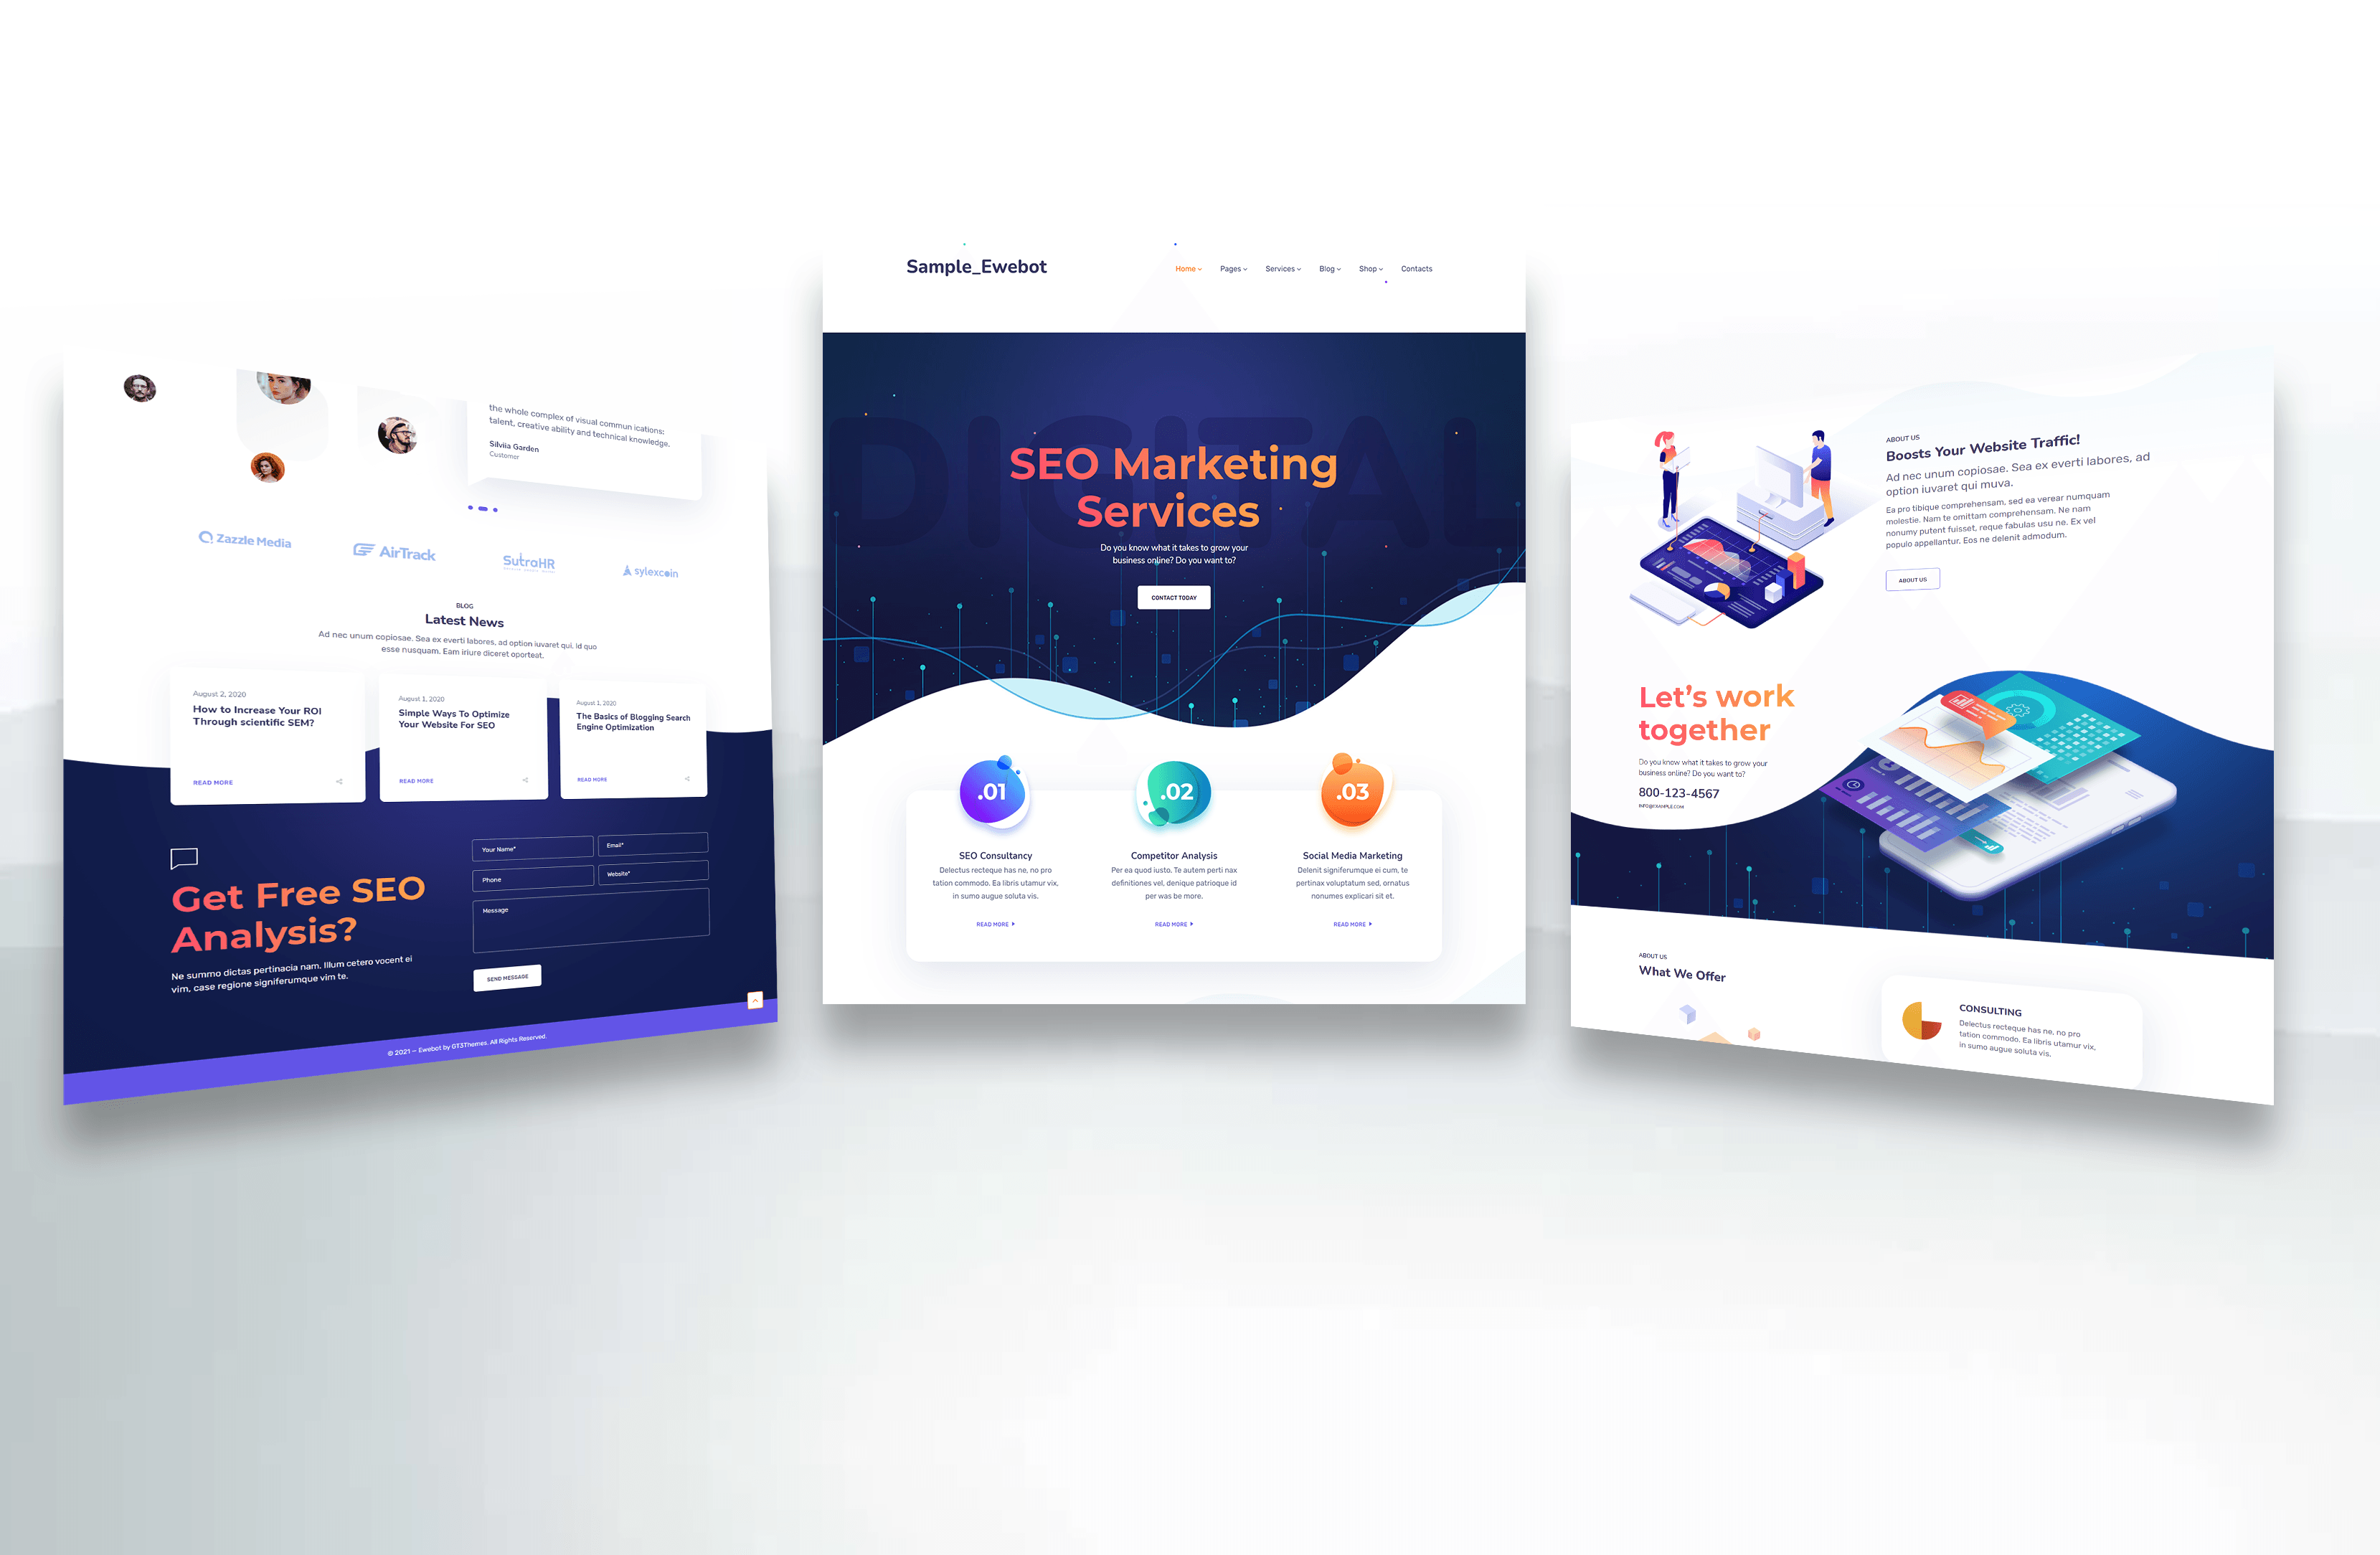 the whole complex of visual commun ications:
talent, creative ability and technical knowledge.
Silviia Garden
Customer
Zazzle Media
AirTrack
SutraHR
sylexcoin
BLOG
Latest News
Ad nec unum copiosae. Sea ex everti labores, ad option iuvaret qui, id quo
esse nusquam. Eam iriure diceret oporteat.
August 2, 2020
How to Increase Your ROI
Through scientific SEM?
READ MORE
August 1, 2020
Simple Ways To Optimize
Your Website For SEO
READ MORE
August 1, 2020
The Basics of Blogging Search
Engine Optimization
READ MORE
Get Free SEO
Analysis?
Ne summo dictas pertinacia nam. Illum cetero vocent ei
vim, case regione signiferumque vim te.
Your Name*
Email*
Phone
Website*
Message
SEND MESSAGE
© 2021 — Ewebot by GT3Themes. All Rights Reserved.
Sample_Ewebot
Home Pages Services Blog Shop Contacts
DIGITAL
SEO Marketing
Services
Do you know what it takes to grow your
business online? Do you want to?
CONTACT TODAY
.01
SEO Consultancy
Delectus recteque has ne, no pro
tation commodo. Ea libris utamur vix,
in sumo augue soluta vis.
READ MORE
.02
Competitor Analysis
Per ea quod iusto. Te autem perti nax
definitiones vel, denique patrioque id
per was be more.
READ MORE
.03
Social Media Marketing
Delenit signiferumque ei cum, te
pertinax voluptatum sed, ornatus
nonumes explicari sit et.
READ MORE
ABOUT US
Boosts Your Website Traffic!
Ad nec unum copiosae. Sea ex everti labores, ad
option iuvaret qui muva.
Ea pro tibique comprehensam, sed ea verear numquam
molestie. Nam te omittam comprehensam. Ne nam
nonumy putent fuisset, reque fabulas usu ne. Ex vel
populo appellantur. Eos ne delenit admodum.
ABOUT US
Let's work
together
Do you know what it takes to grow your
business online? Do you want to?
800-123-4567
INFO@EXAMPLE.COM
ABOUT US
What We Offer
CONSULTING
Delectus recteque has ne, no pro
tation commodo. Ea libris utamur vix,
in sumo augue soluta vis.